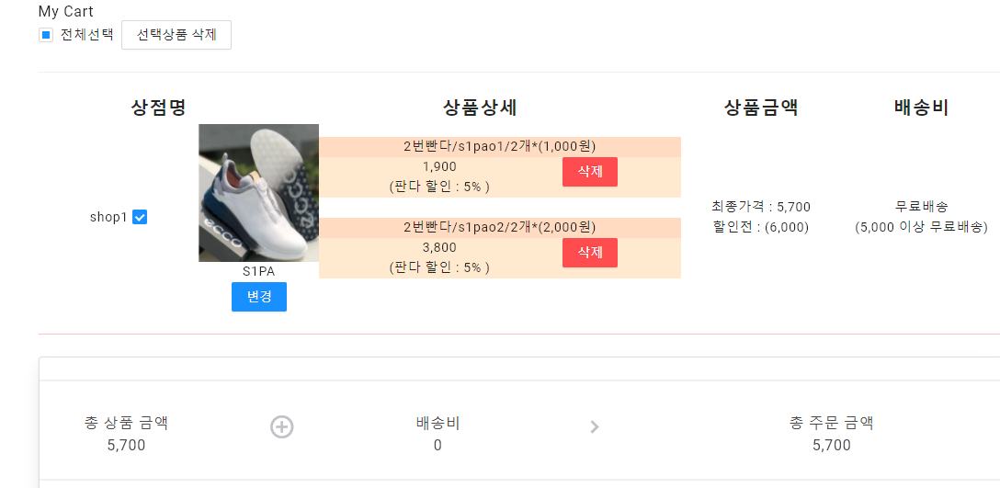 My Cart
전체선택 선택상품 삭제
상점명 상품상세 상품금액 배송비
shop1
ecco
ECCO
S1PA
변경
2번빤다/s1pao1/2개*(1,000원)
1,900
(판다 할인 : 5% )
삭제
2번빤다/s1pao2/2개*(2,000원)
3,800
(판다 할인 : 5% )
삭제
최종가격 : 5,700
할인전 : (6,000)
무료배송
(5,000 이상 무료배송)
총 상품 금액 배송비 총 주문 금액
5,700 0 5,700